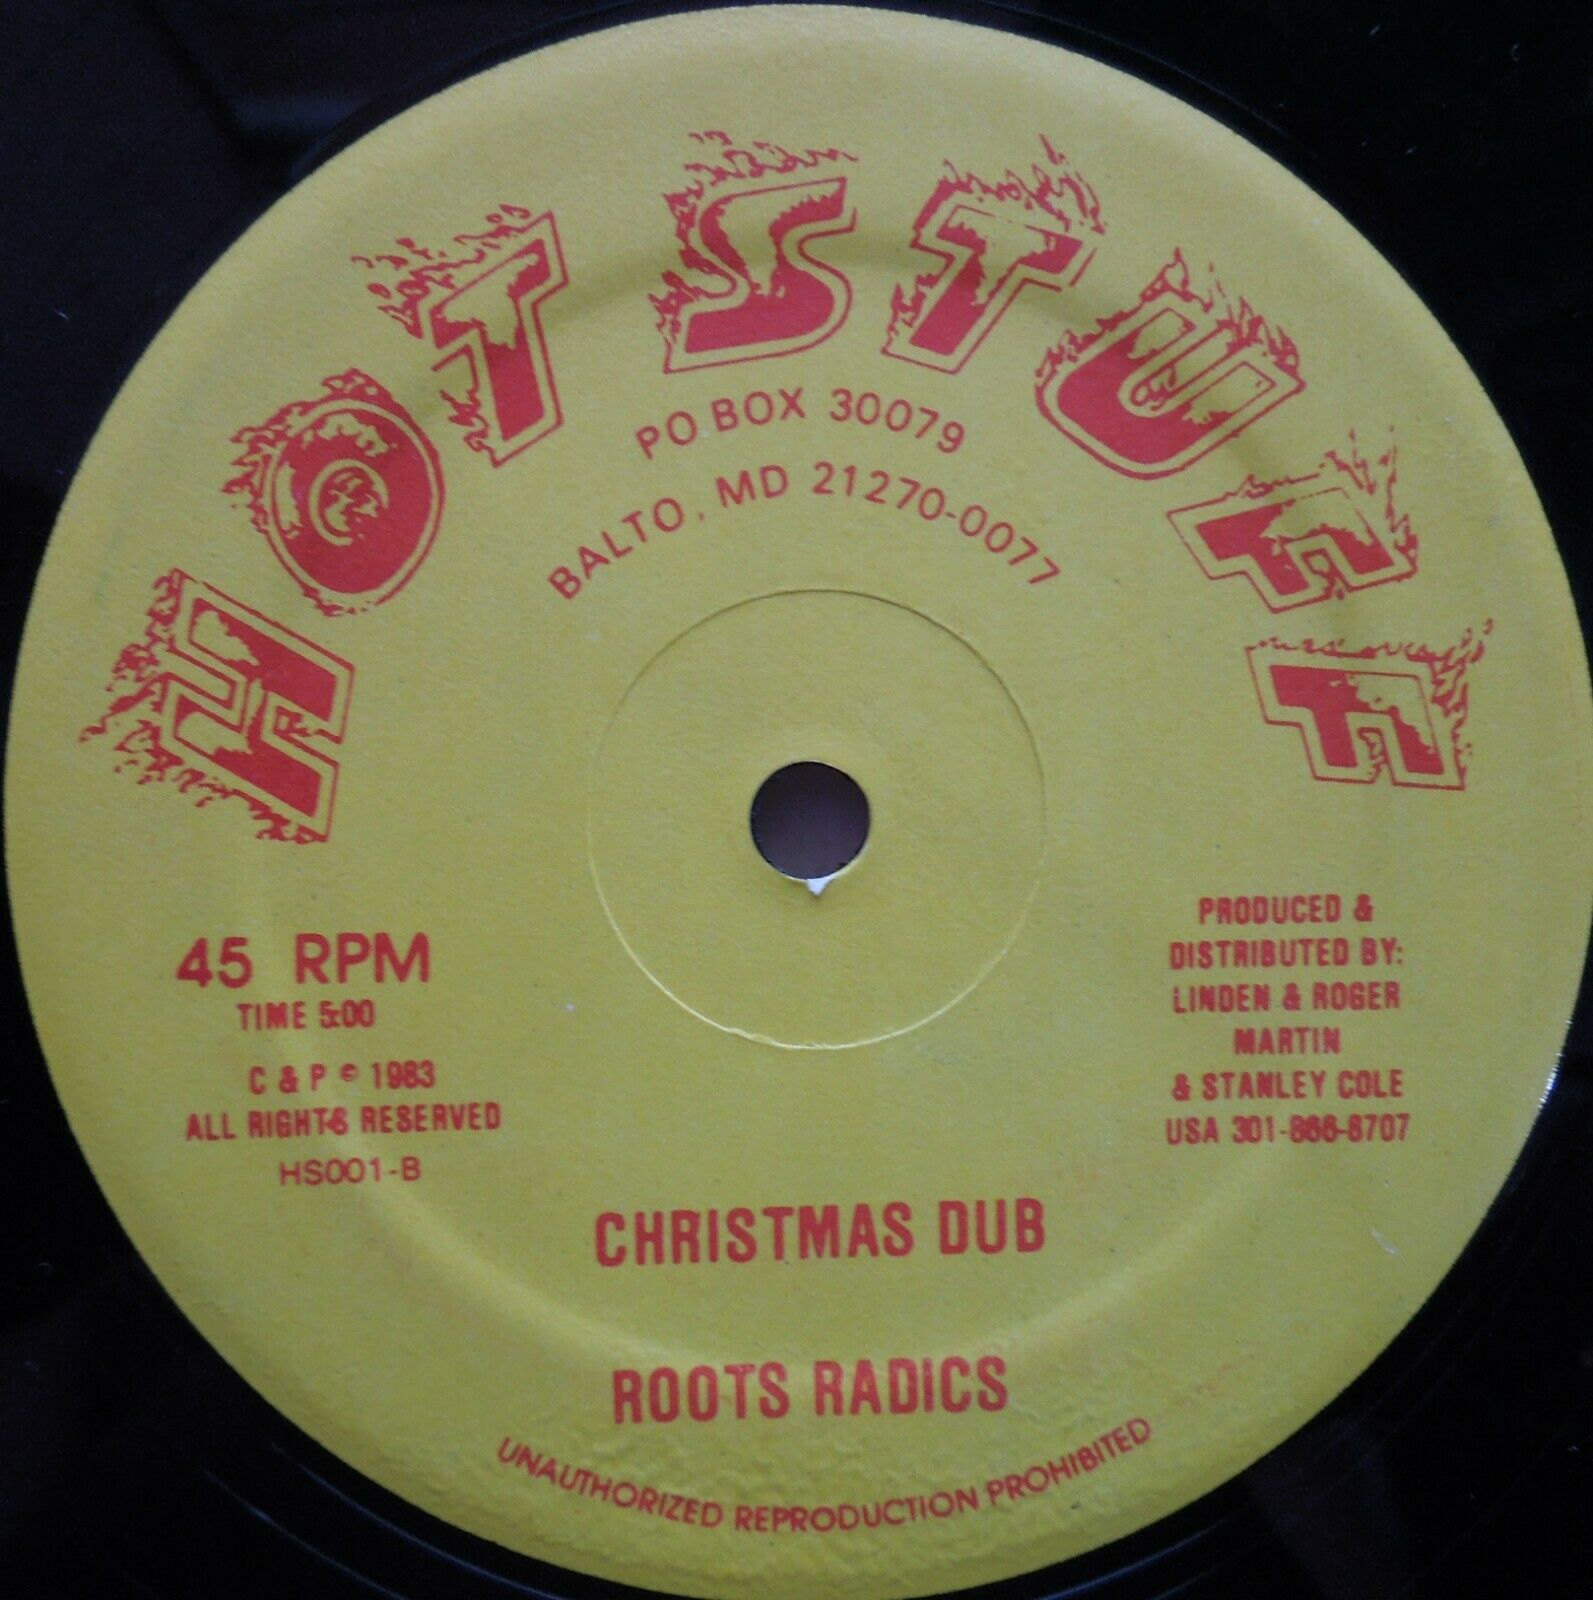 HOT STUFF
PO BOX 30079
BALTO, MD 21270-0077
45 RPM
TIME 5:00
C & P © 1983
ALL RIGHTS RESERVED
HS001-B
PRODUCED &
DISTRIBUTED BY:
LINDEN & ROGER
MARTIN
& STANLEY COLE
USA 301-866-8707
CHRISTMAS DUB
ROOTS RADICS
UNAUTHORIZED REPRODUCTION PROHIBITED